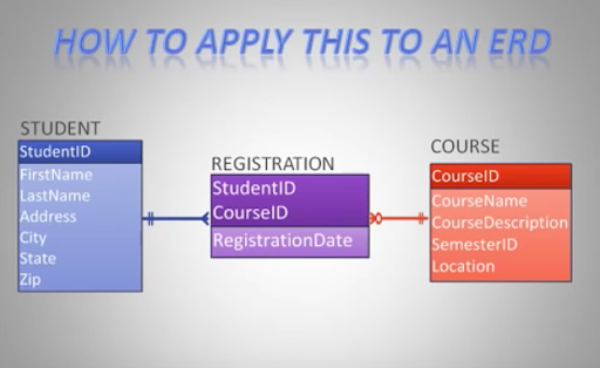 HOW TO APPLY THIS TO AN ERD
STUDENT
StudentID
FirstName
LastName
Address
City
State
Zip
REGISTRATION
StudentID
CourseID
RegistrationDate
COURSE
CourseID
CourseName
CourseDescription
SemesterID
Location